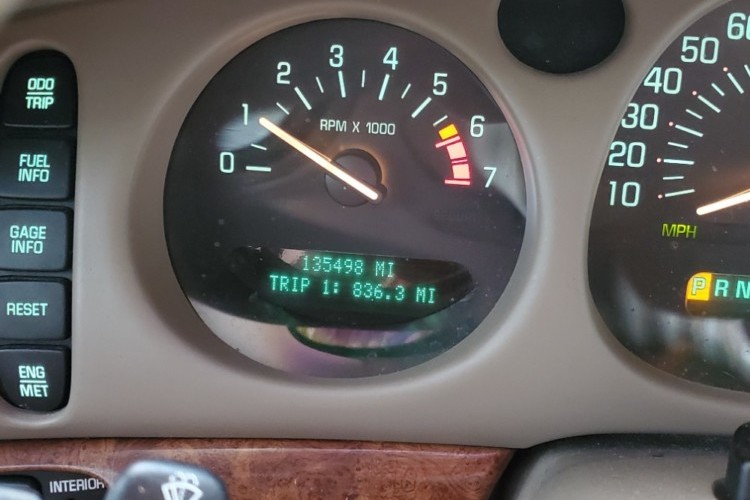 ODO
TRIP
FUEL
INFO
GAGE
INFO
RESET
ENG
MET
0
1
2
3
4
5
6
7
RPM X 1000
135498 MI
TRIP 1: 836.3 MI
10
20
30
40
50
60
MPH
P R N
INTERIOR